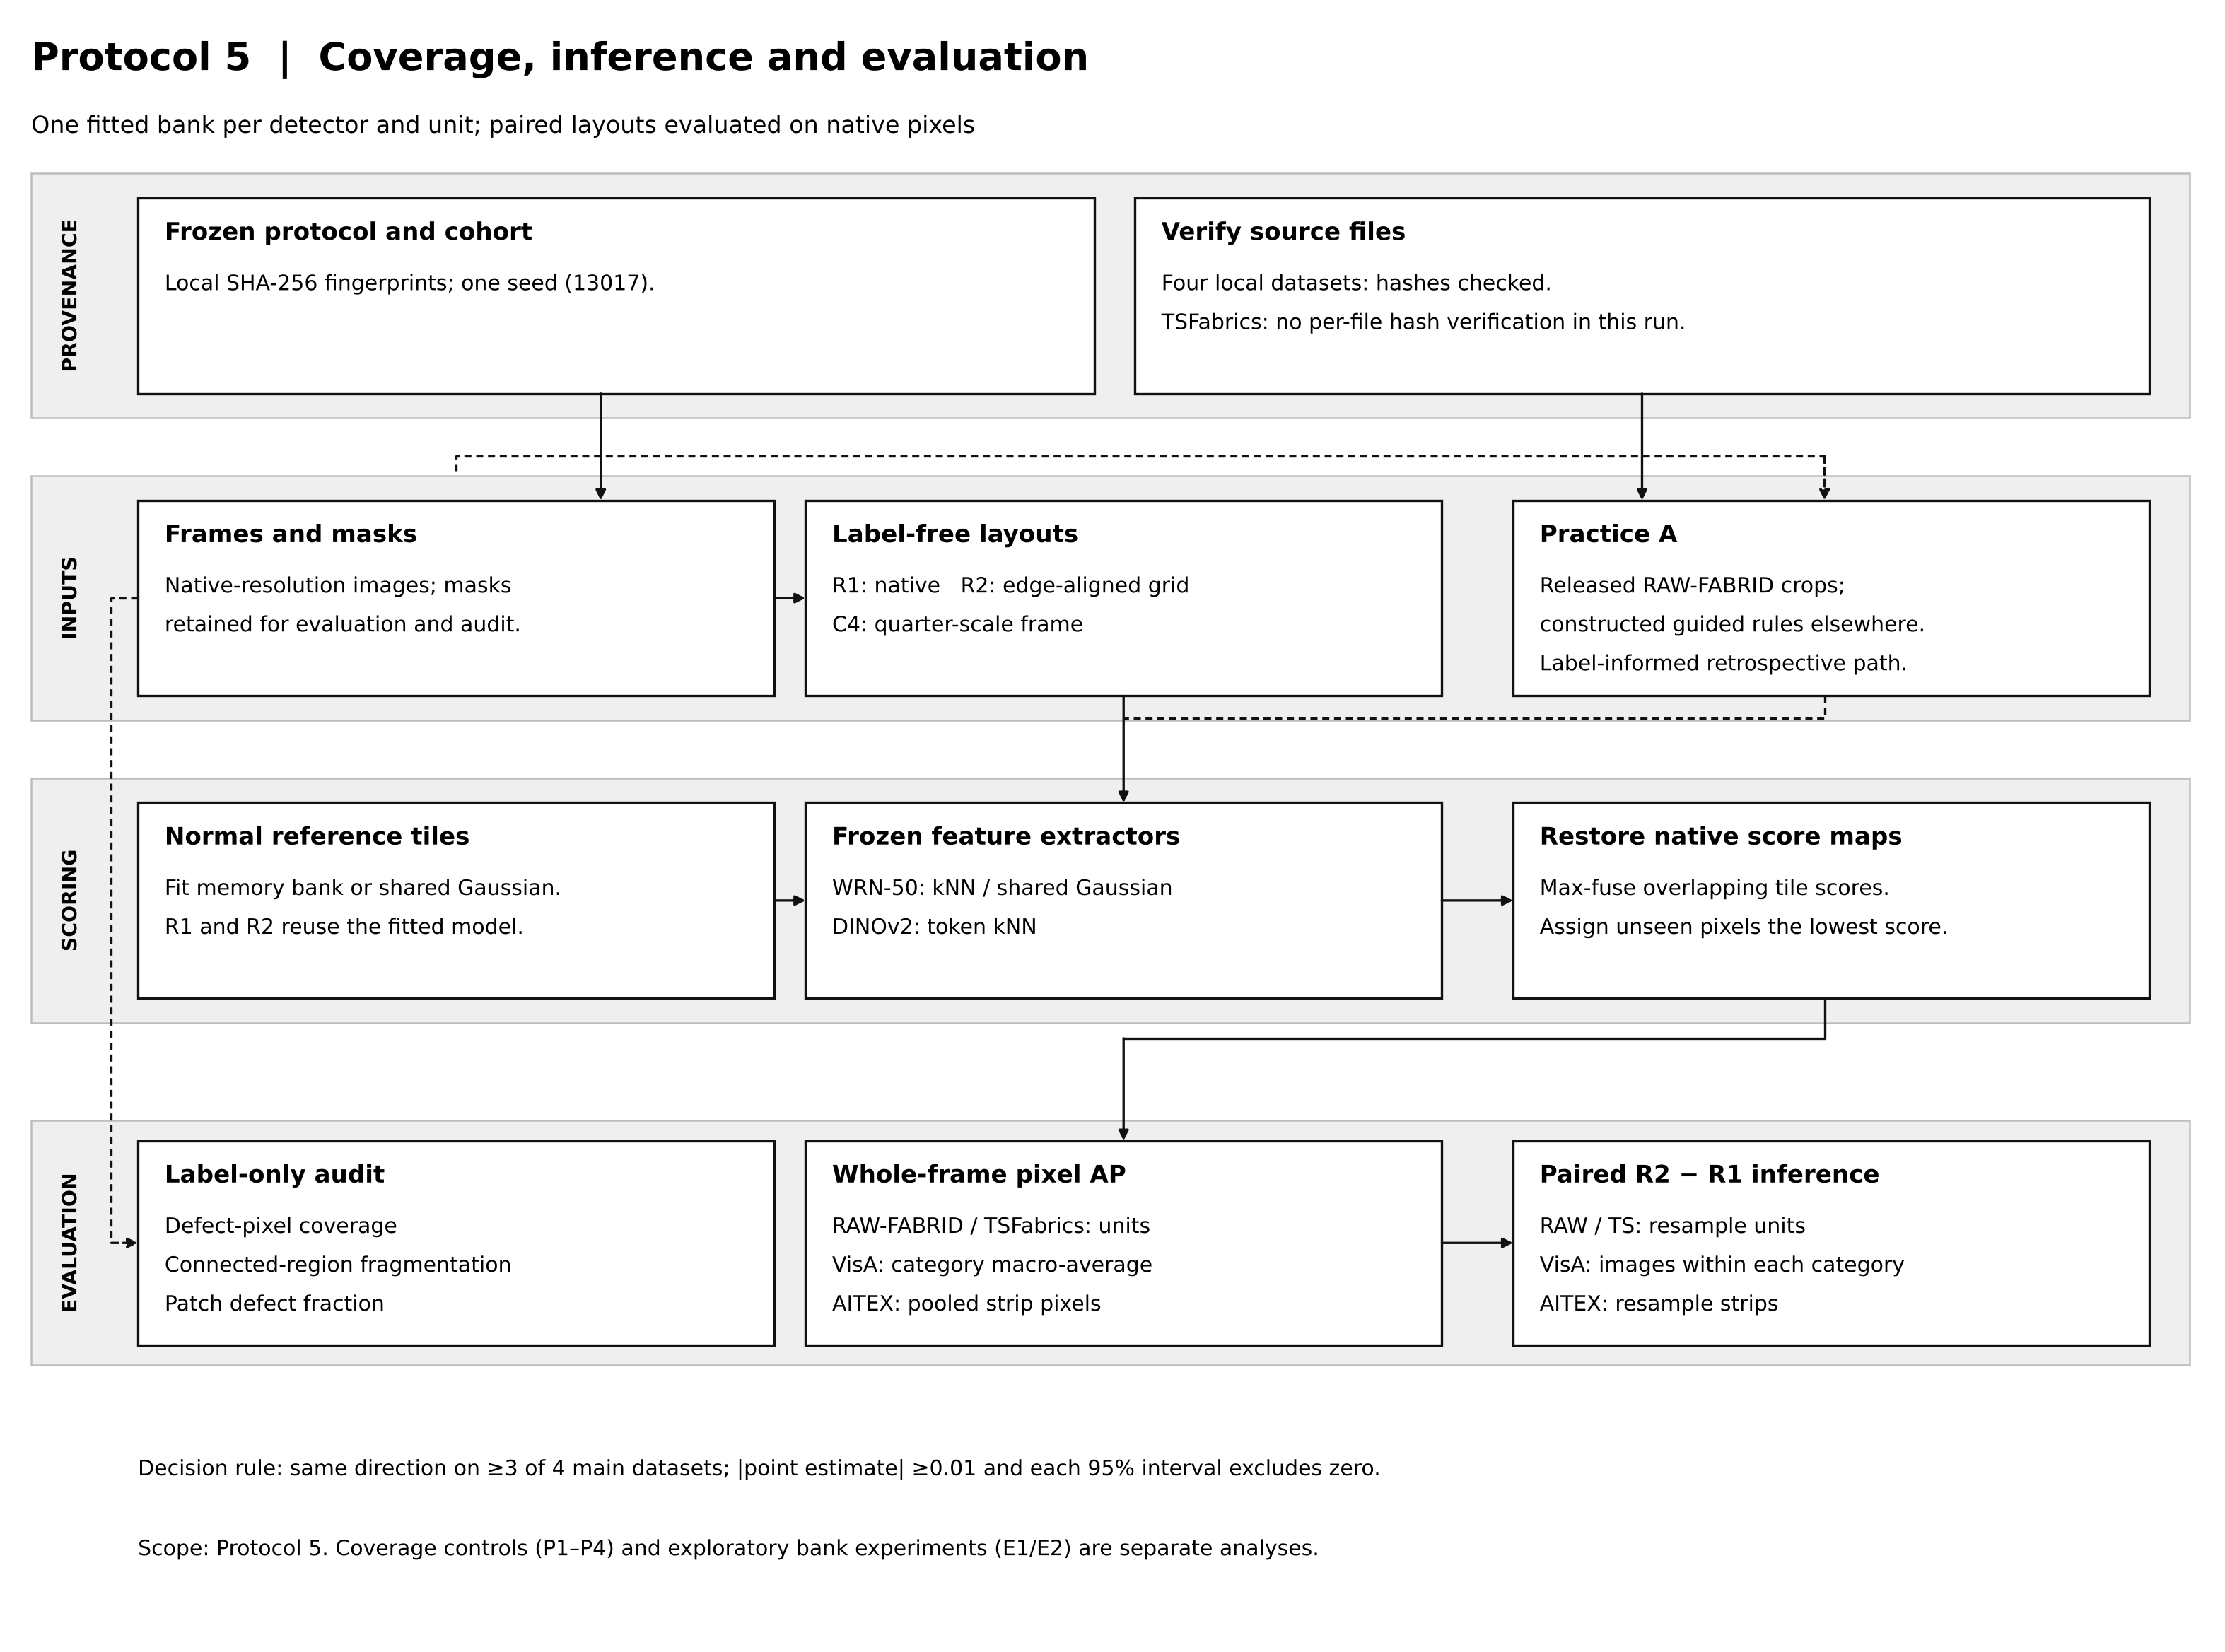 Protocol 5 | Coverage, inference and evaluation
One fitted bank per detector and unit; paired layouts evaluated on native pixels
PROVENANCE
Frozen protocol and cohort
Local SHA-256 fingerprints; one seed (13017).
Verify source files
Four local datasets: hashes checked.
TSFabrics: no per-file hash verification in this run.
INPUTS
Frames and masks
Native-resolution images; masks
retained for evaluation and audit.
Label-free layouts
R1: native R2: edge-aligned grid
C4: quarter-scale frame
Practice A
Released RAW-FABRID crops;
constructed guided rules elsewhere.
Label-informed retrospective path.
SCORING
Normal reference tiles
Fit memory bank or shared Gaussian.
R1 and R2 reuse the fitted model.
Frozen feature extractors
WRN-50: kNN / shared Gaussian
DINOv2: token kNN
Restore native score maps
Max-fuse overlapping tile scores.
Assign unseen pixels the lowest score.
EVALUATION
Label-only audit
Defect-pixel coverage
Connected-region fragmentation
Patch defect fraction
Whole-frame pixel AP
RAW-FABRID / TSFabrics: units
VisA: category macro-average
AITEX: pooled strip pixels
Paired R2 − R1 inference
RAW / TS: resample units
VisA: images within each category
AITEX: resample strips
Decision rule: same direction on ≥3 of 4 main datasets; |point estimate| ≥0.01 and each 95% interval excludes zero.
Scope: Protocol 5. Coverage controls (P1–P4) and exploratory bank experiments (E1/E2) are separate analyses.